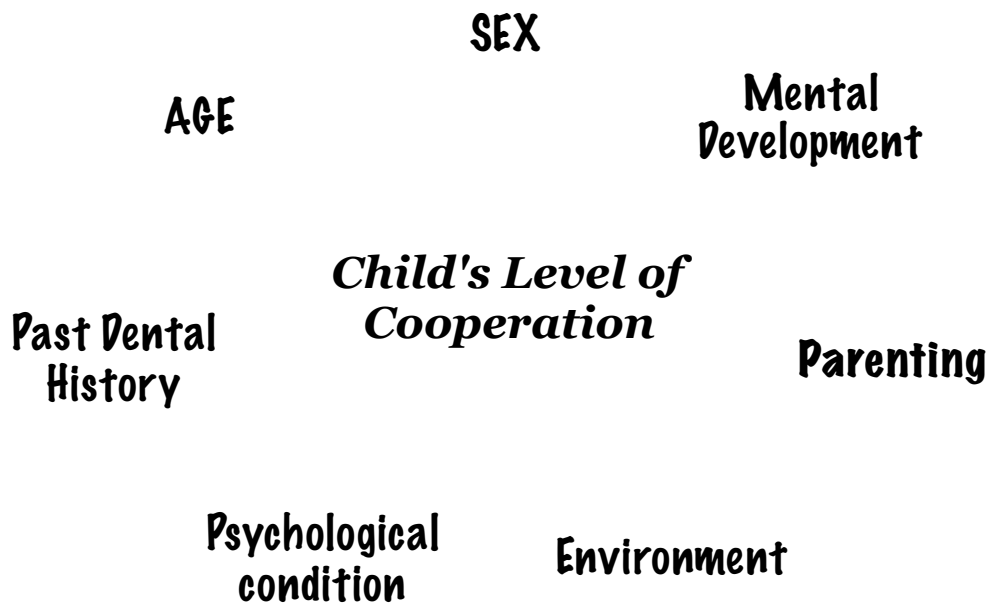 SEX
AGE
Mental
Development
Child's Level of
Cooperation
Past Dental
History
Parenting
Psychological
condition
Environment